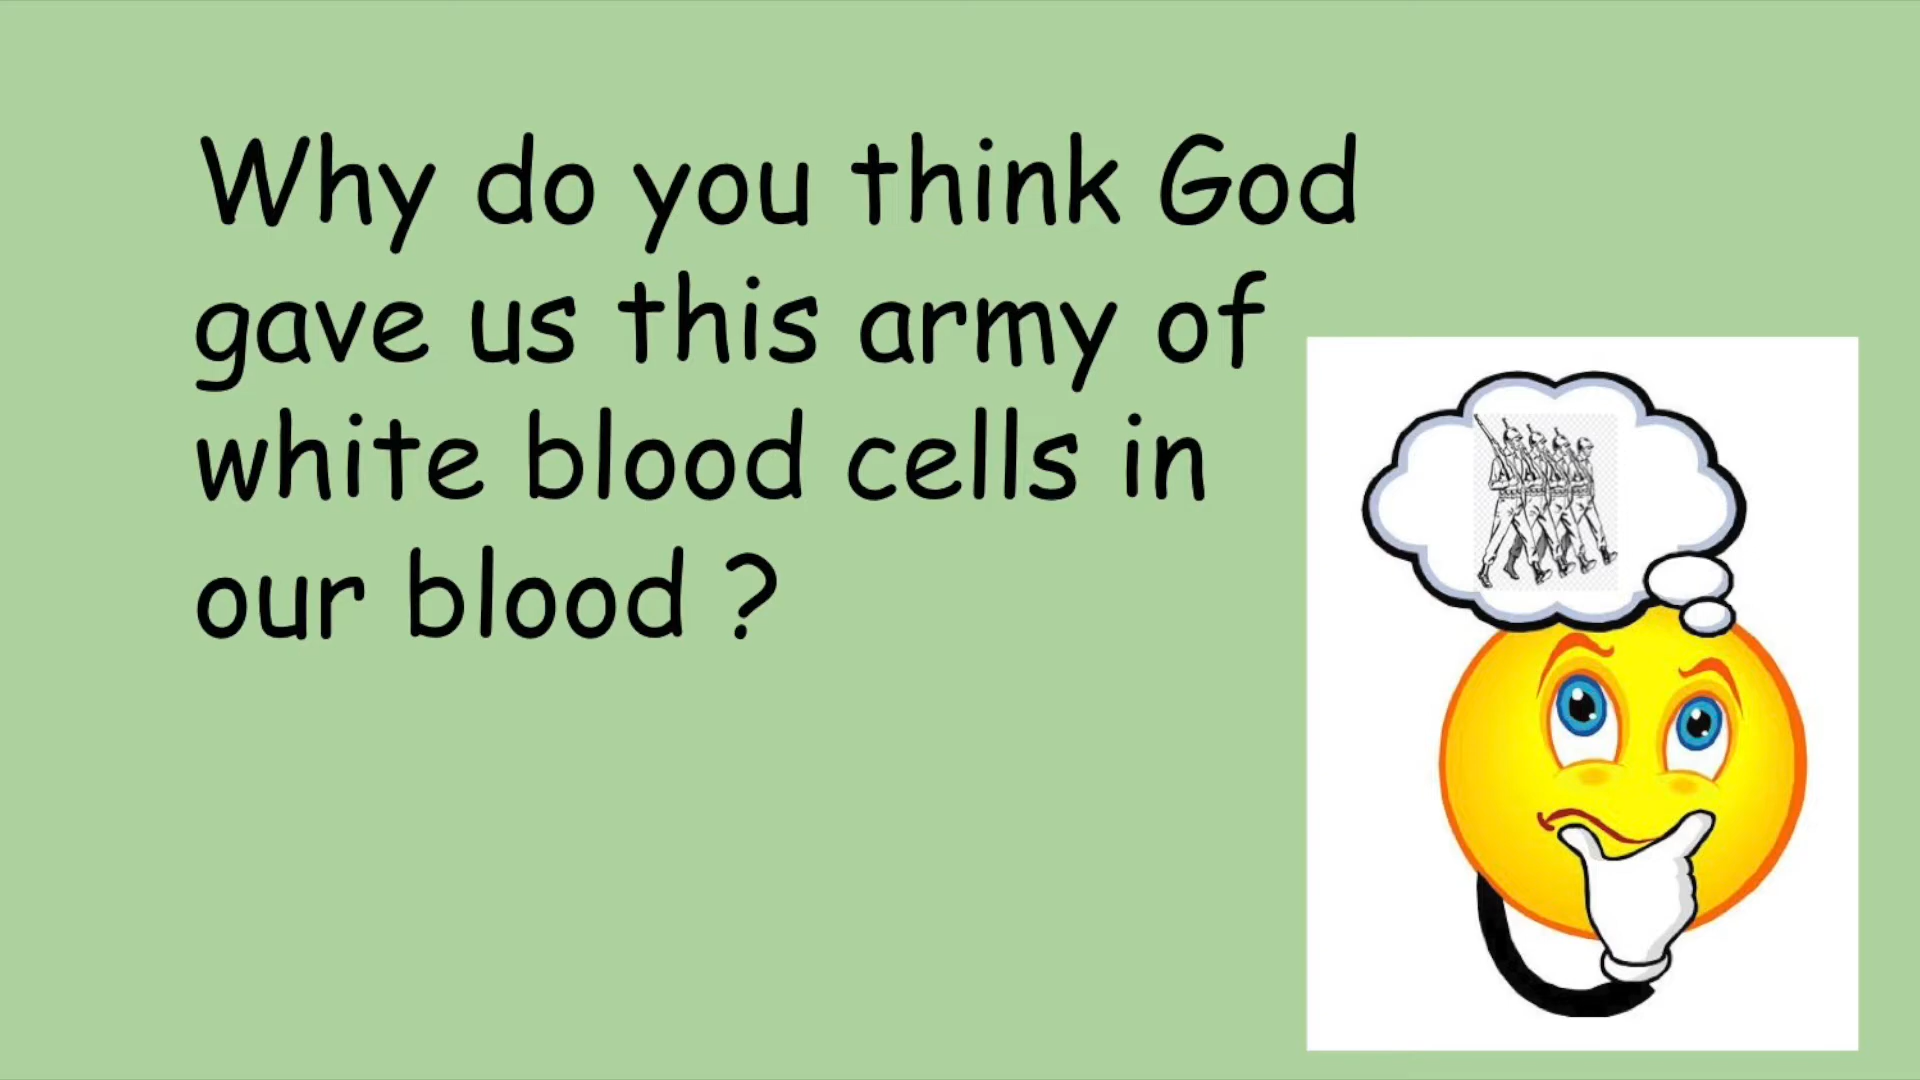 Why do you think God
gave us this army of
white blood cells in
our blood ?